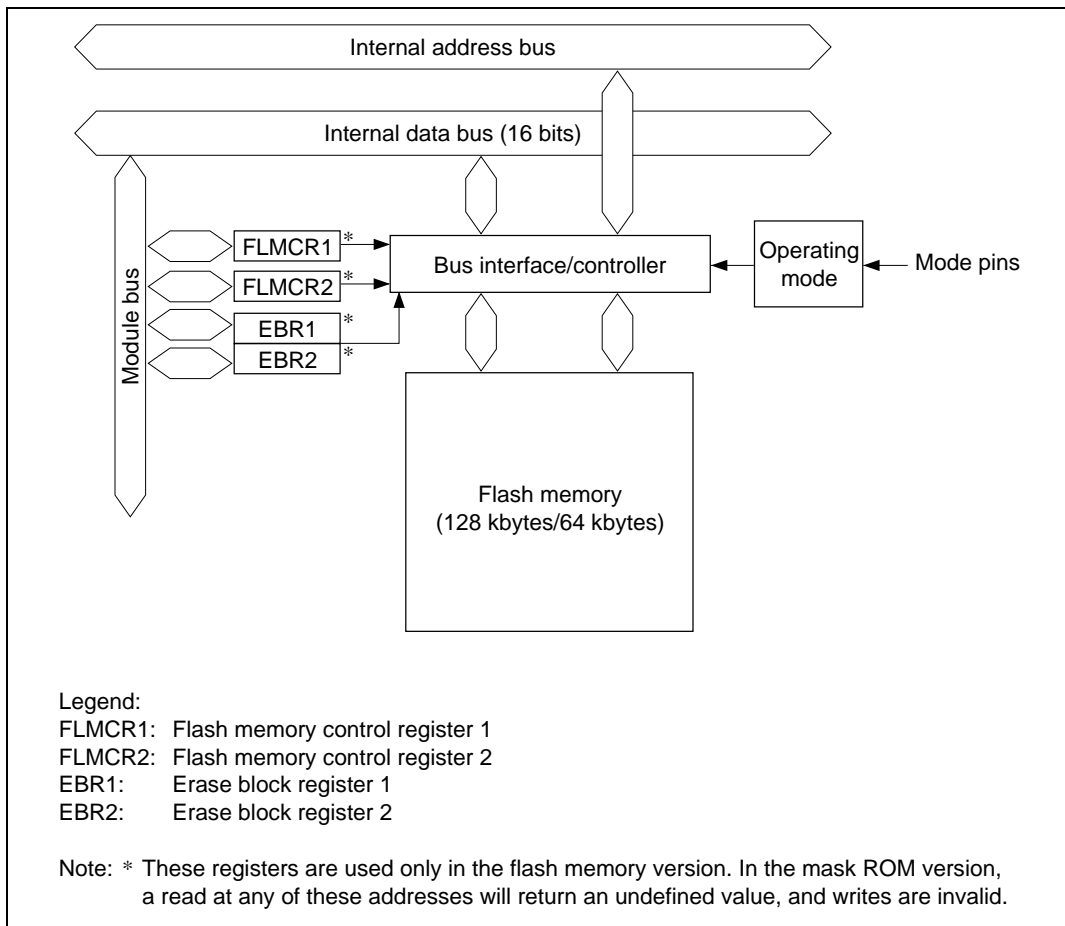 Internal address bus
Internal data bus (16 bits)
Module bus
FLMCR1 *
FLMCR2 *
EBR1 *
EBR2 *
Bus interface/controller
Operating
mode
Mode pins
Flash memory
(128 kbytes/64 kbytes)
Legend:
FLMCR1: Flash memory control register 1
FLMCR2: Flash memory control register 2
EBR1: Erase block register 1
EBR2: Erase block register 2
Note: * These registers are used only in the flash memory version. In the mask ROM version,
a read at any of these addresses will return an undefined value, and writes are invalid.